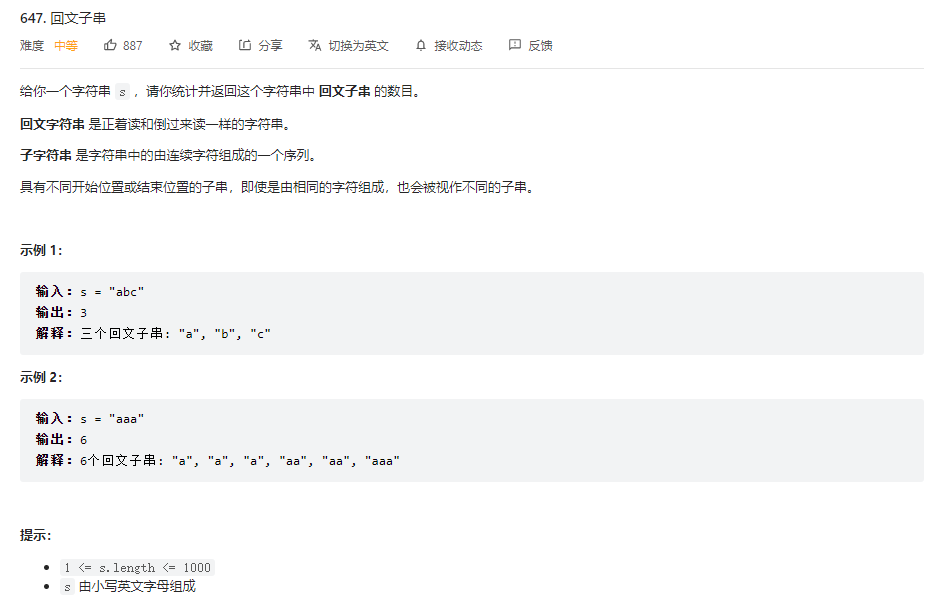 647. 回文子串
难度 中等 887 收藏 分享 切换为英文 接收动态 反馈
给你一个字符串 s ，请你统计并返回这个字符串中 回文子串 的数目。
回文字符串 是正着读和倒过来读一样的字符串。
子字符串 是字符串中的由连续字符组成的一个序列。
具有不同开始位置或结束位置的子串，即使是由相同的字符组成，也会被视作不同的子串。
示例 1：
输入：s = "abc"
输出：3
解释：三个回文子串: "a", "b", "c"
示例 2：
输入：s = "aaa"
输出：6
解释：6个回文子串: "a", "a", "a", "aa", "aa", "aaa"
提示：
1 <= s.length <= 1000
s 由小写英文字母组成